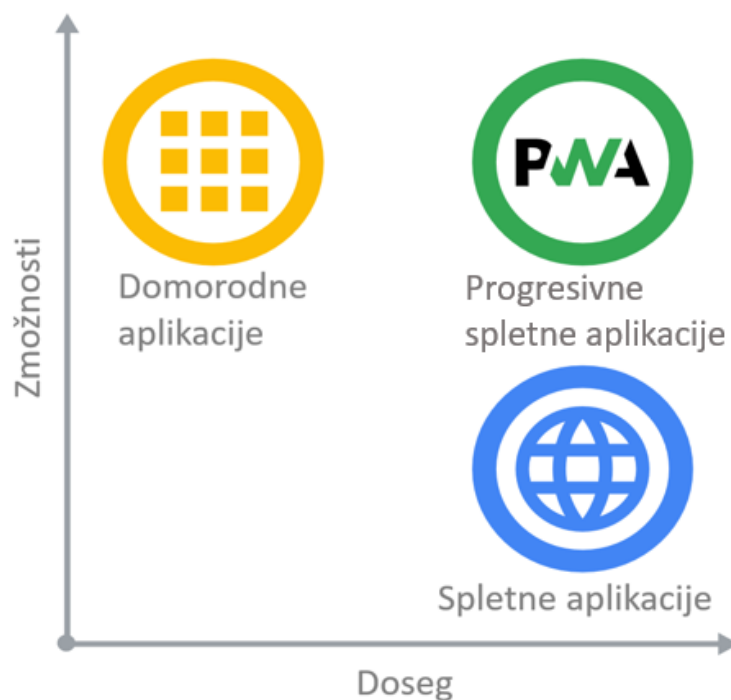 PWA
Zmožnosti
Domorodne
aplikacije
Progresivne
spletne aplikacije
Spletne aplikacije
Doseg